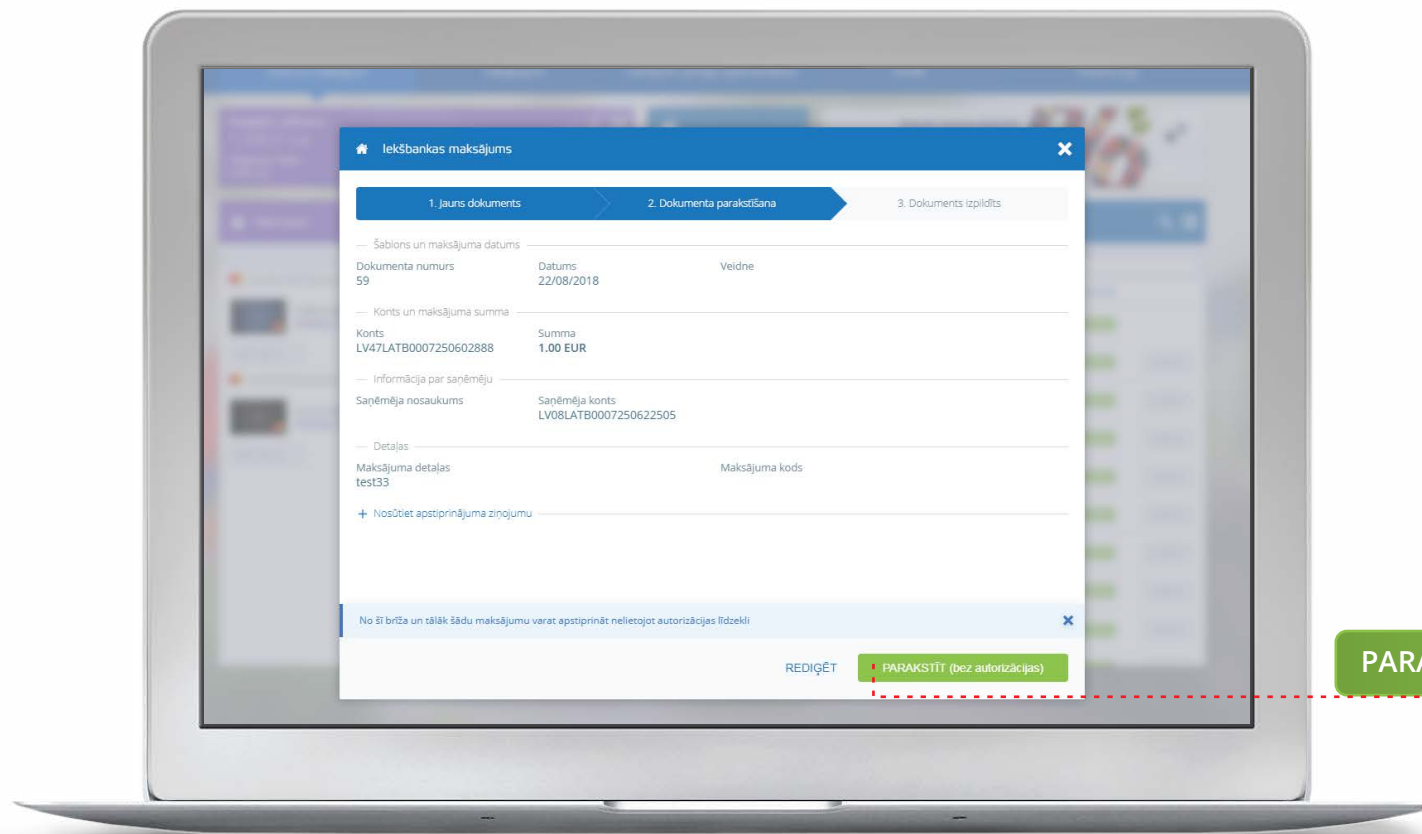 Iekšbankas maksājums
1. Jauns dokuments
2. Dokumenta parakstīšana
3. Dokuments izpildīts
Šablons un maksājuma datums
Dokumenta numurs Datums Veidne
59 22/08/2018
Konts un maksājuma summa
Konts Summa
LV47LATB0007250602888 1.00 EUR
Informācija par saņēmēju
Saņēmēja nosaukums Saņēmēja konts
LV08LATB0007250622505
Detaļas
Maksājuma detaļas Maksājuma kods
test33
+ Nosūtiet apstiprinājuma ziņojumu
No šī brīža un tālāk šādu maksājumu varat apstiprināt nelietojot autorizācijas līdzekli
REDIĢĒT PARAKSTĪT (bez autorizācijas)